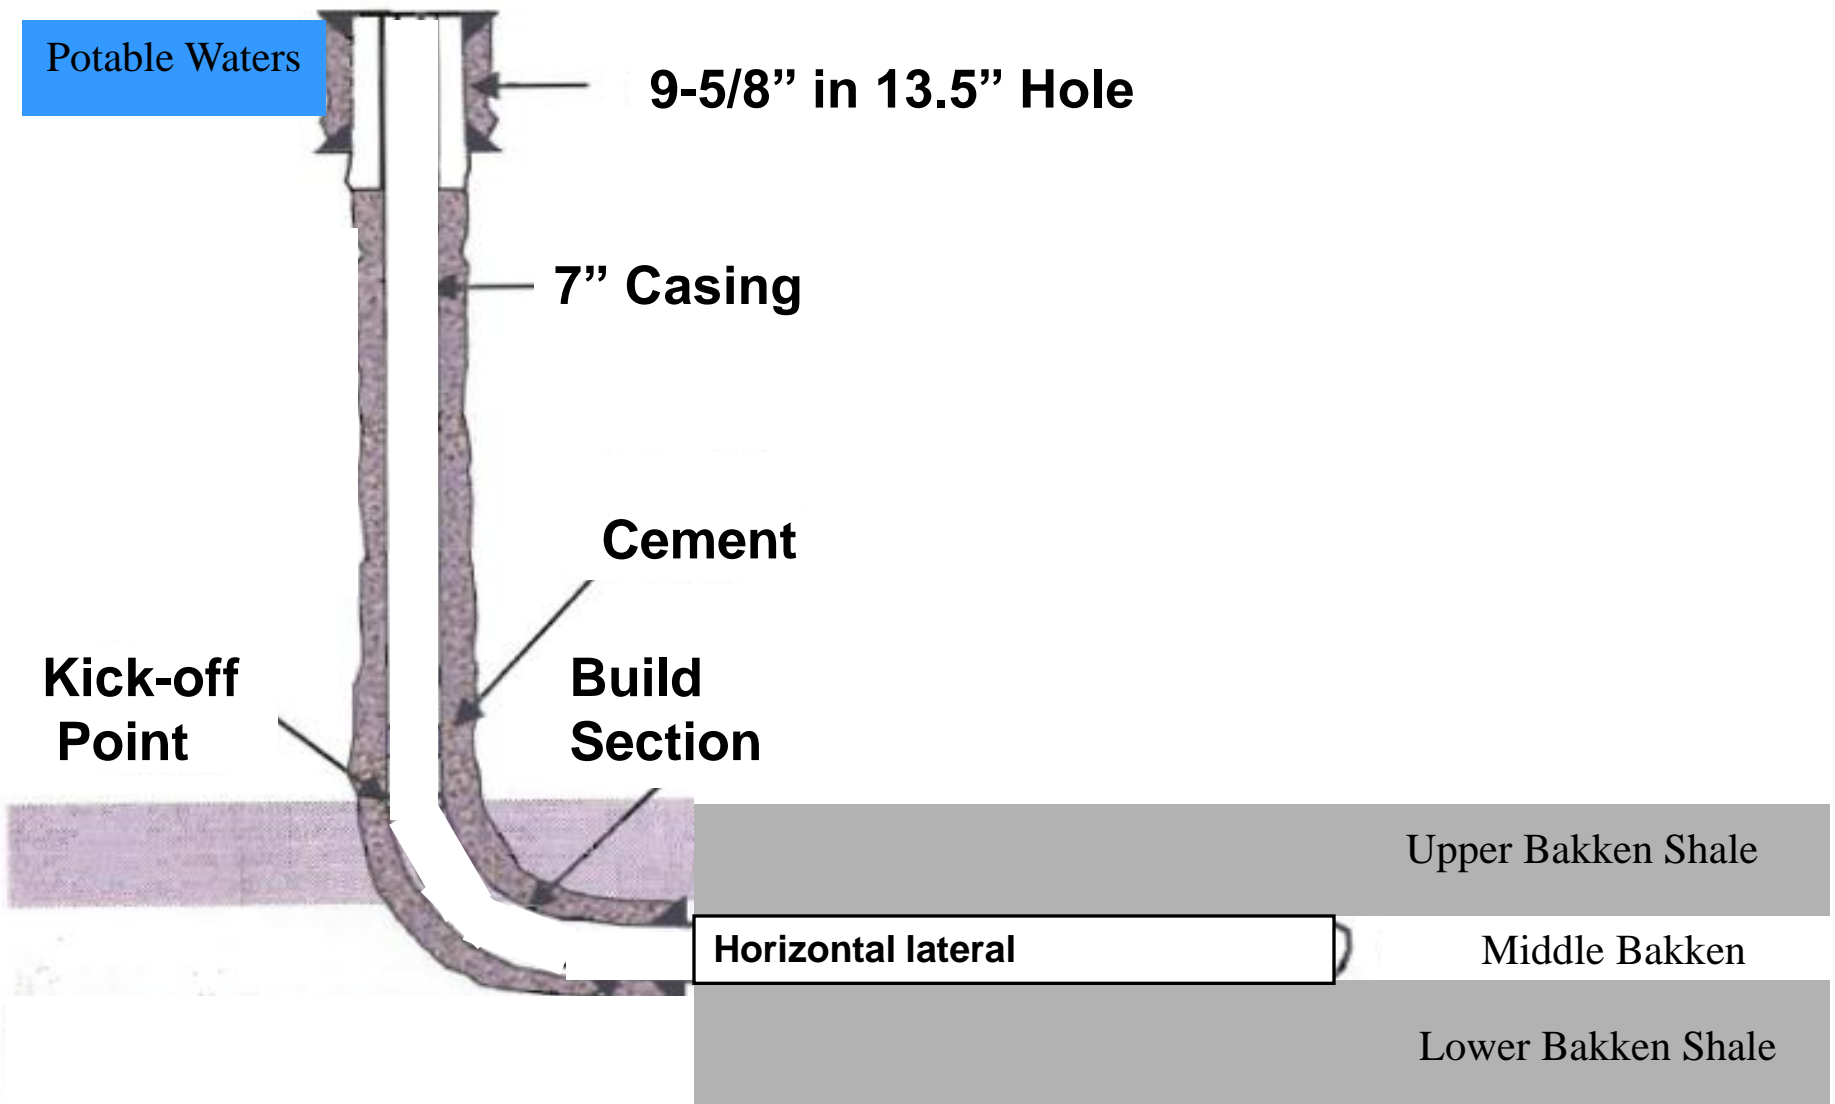 Potable Waters
9-5/8” in 13.5” Hole
7” Casing
Cement
Kick-off
Point
Build
Section
Upper Bakken Shale
Horizontal lateral
Middle Bakken
Lower Bakken Shale